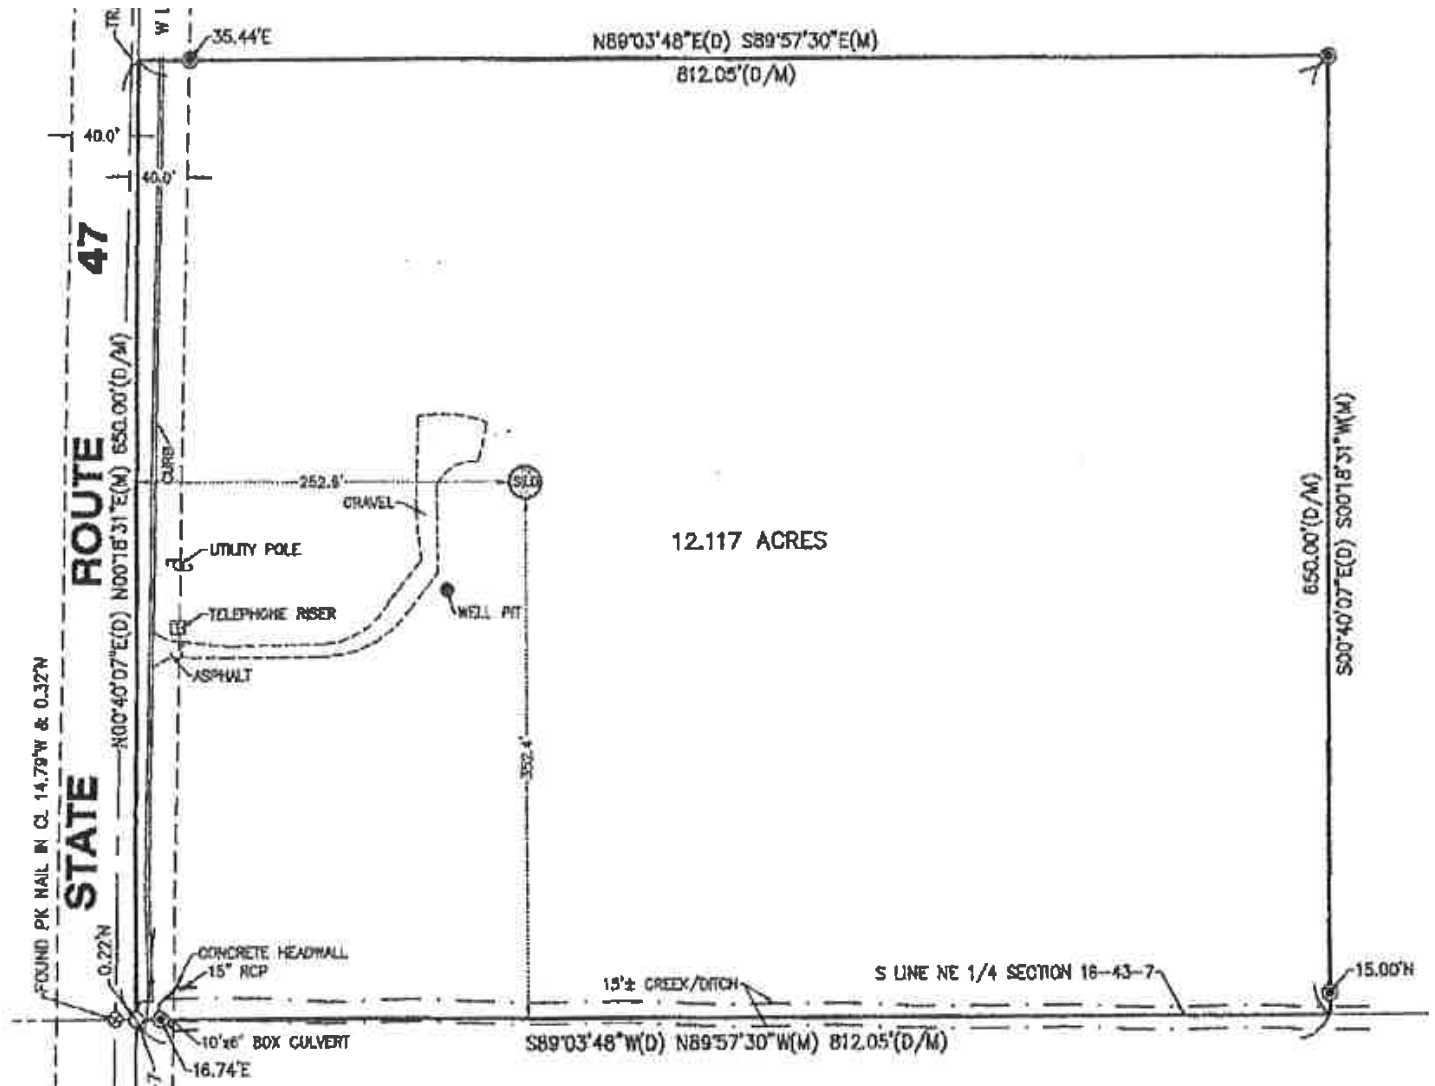 TR
W
35.44'E
N89°03'48"E(D) S89°57'30"E(M)
812.05'(D/M)
40.0'
40.0'
STATE ROUTE 47
N00°40'07"E(D) N00°18'31"E(M) 650.00'(D/M)
CURB
252.6'
SILO
GRAVEL
12.117 ACRES
UTILITY POLE
WELL PIT
TELEPHONE RISER
ASPHALT
650.00'(D/M)
S00°40'07"E(D) S00°18'31"W(M)
352.4'
FOUND PK NAIL IN CL 14.79'W & 0.32'N
0.22'N
CONCRETE HEADWALL
15" RCP
15'± CREEK/DITCH
S LINE NE 1/4 SECTION 16-43-7
15.00'N
10'x6' BOX CULVERT
S89°03'48"W(D) N89°57'30"W(M) 812.05'(D/M)
16.74'E
7